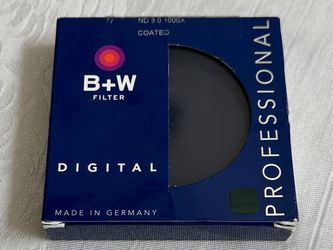 77 ND 3.0 1000X
COATED
B+W
FILTER
DIGITAL
MADE IN GERMANY
PROFESSIONAL